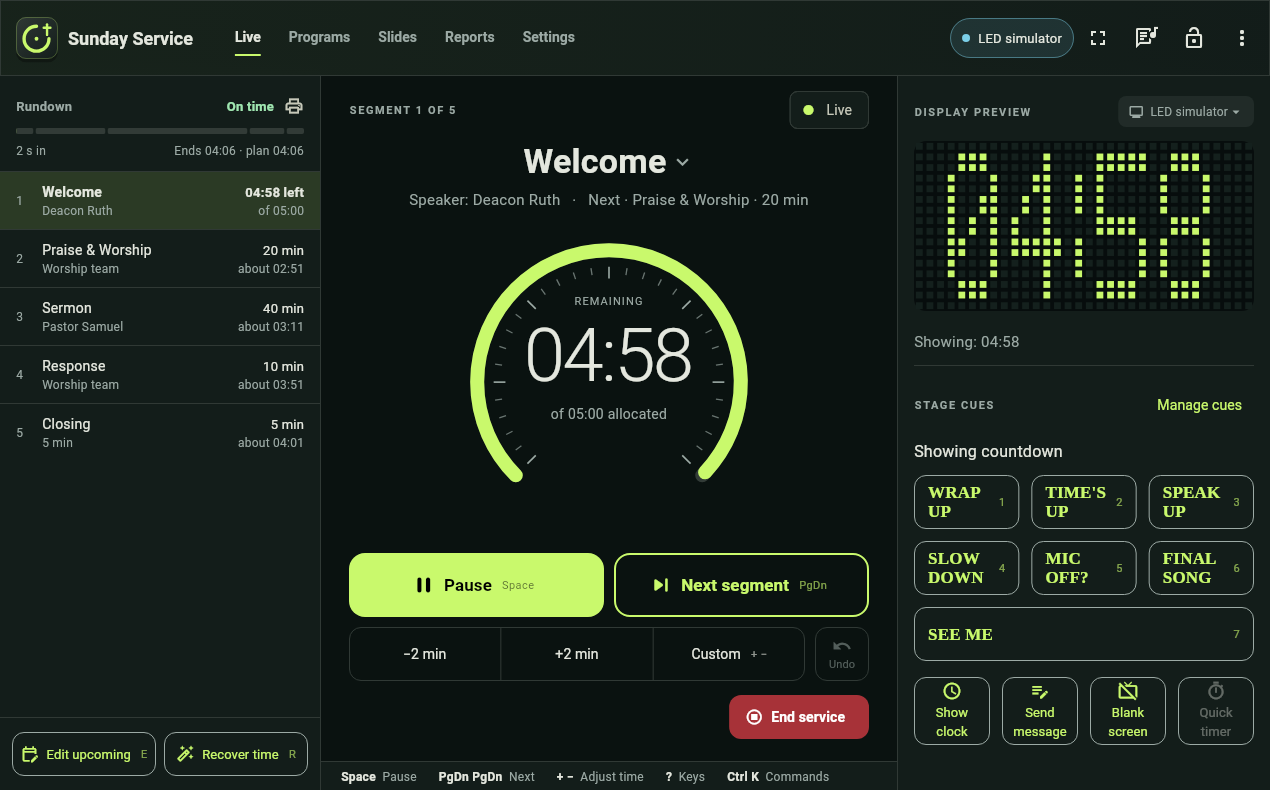 Sunday Service
Live
Programs
Slides
Reports
Settings
LED simulator
Rundown
On time
2 s in
Ends 04:06 · plan 04:06
1
Welcome
04:58 left
Deacon Ruth
of 05:00
2
Praise & Worship
20 min
Worship team
about 02:51
3
Sermon
40 min
Pastor Samuel
about 03:11
4
Response
10 min
Worship team
about 03:51
5
Closing
5 min
5 min
about 04:01
Edit upcoming E
Recover time R
SEGMENT 1 OF 5
Live
Welcome
Speaker: Deacon Ruth · Next · Praise & Worship · 20 min
REMAINING
04:58
of 05:00 allocated
Pause Space
Next segment PgDn
−2 min
+2 min
Custom + −
Undo
End service
Space Pause PgDn PgDn Next + − Adjust time ? Keys Ctrl K Commands
DISPLAY PREVIEW
LED simulator
04:58
Showing: 04:58
STAGE CUES
Manage cues
Showing countdown
WRAP
UP
1
TIME'S
UP
2
SPEAK
UP
3
SLOW
DOWN
4
MIC
OFF?
5
FINAL
SONG
6
SEE ME
7
Show
clock
Send
message
Blank
screen
Quick
timer